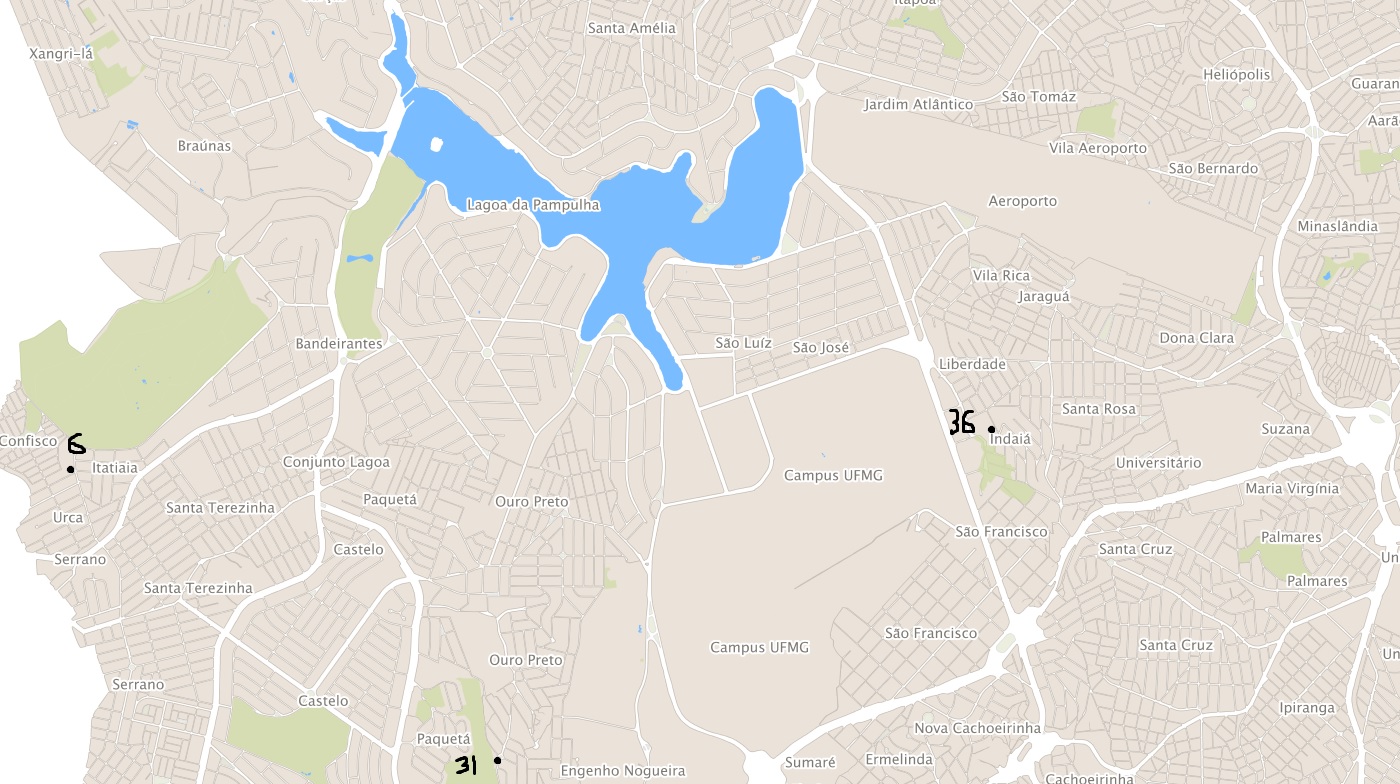 Itapoã
Santa Amélia
Xangri-lá
Heliópolis
Guaran
São Tomáz
Jardim Atlântico
Aarã
Braúnas
Vila Aeroporto
São Bernardo
Lagoa da Pampulha
Aeroporto
Minaslândia
Vila Rica
Jaraguá
Bandeirantes
São Luíz
São José
Dona Clara
Liberdade
Santa Rosa
36
Indaiá
Suzana
Confisco
6
Itatiaia
Conjunto Lagoa
Universitário
Campus UFMG
Maria Virgínia
Paquetá
Ouro Preto
Santa Terezinha
Urca
São Francisco
Palmares
Castelo
Santa Cruz
Un
Serrano
Palmares
Santa Terezinha
São Francisco
Santa Cruz
Campus UFMG
Ouro Preto
Un
Serrano
Castelo
Ipiranga
Nova Cachoeirinha
Paquetá
31
Engenho Nogueira
Sumaré
Ermelinda
Cachoeirinha